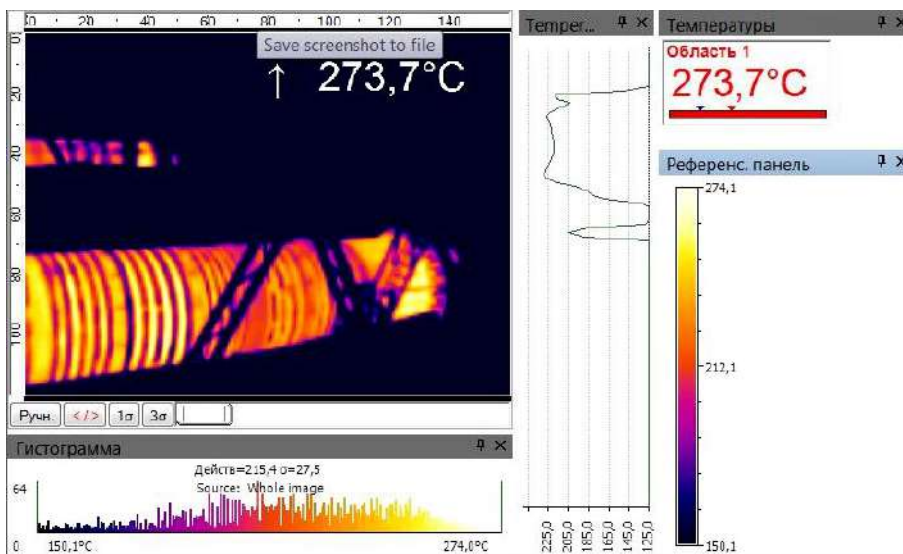 0 20 40 60 80 100 120 140
Save screenshot to file
↑ 273,7°C
0
20
40
60
80
100
Ручн. </> 1σ 3σ
Гистограмма
Действ=215,4 σ=27,5
Source: Whole image
64
0 150,1°C 274,0°C
Temper...
225,0 205,0 185,0 165,0 145,0 125,0
Температуры
Область 1
273,7°C
Референс. панель
274,1
212,1
150,1